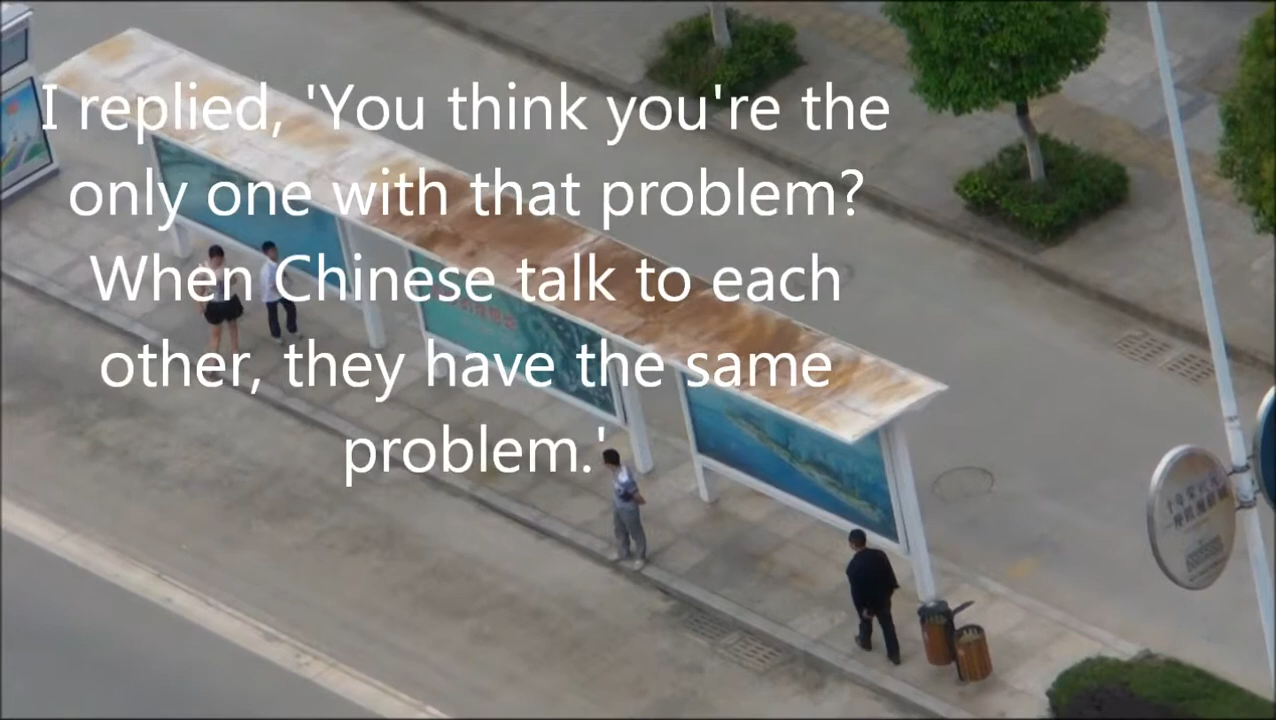 I replied, 'You think you're the
only one with that problem?
When Chinese talk to each
other, they have the same
problem.'